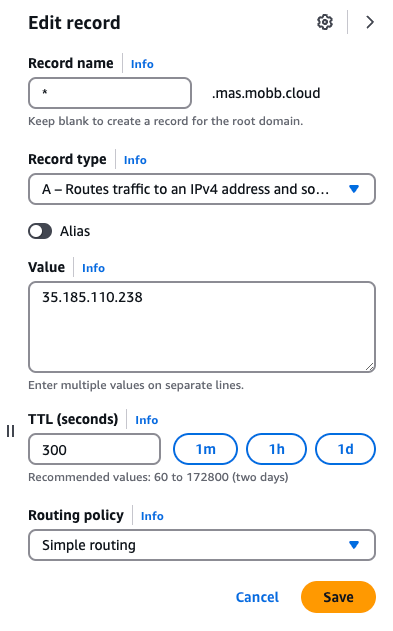 Edit record
Record name Info
* .mas.mobb.cloud
Keep blank to create a record for the root domain.
Record type Info
A – Routes traffic to an IPv4 address and so...
Alias
Value Info
35.185.110.238
Enter multiple values on separate lines.
TTL (seconds) Info
300 1m 1h 1d
Recommended values: 60 to 172800 (two days)
Routing policy Info
Simple routing
Cancel Save